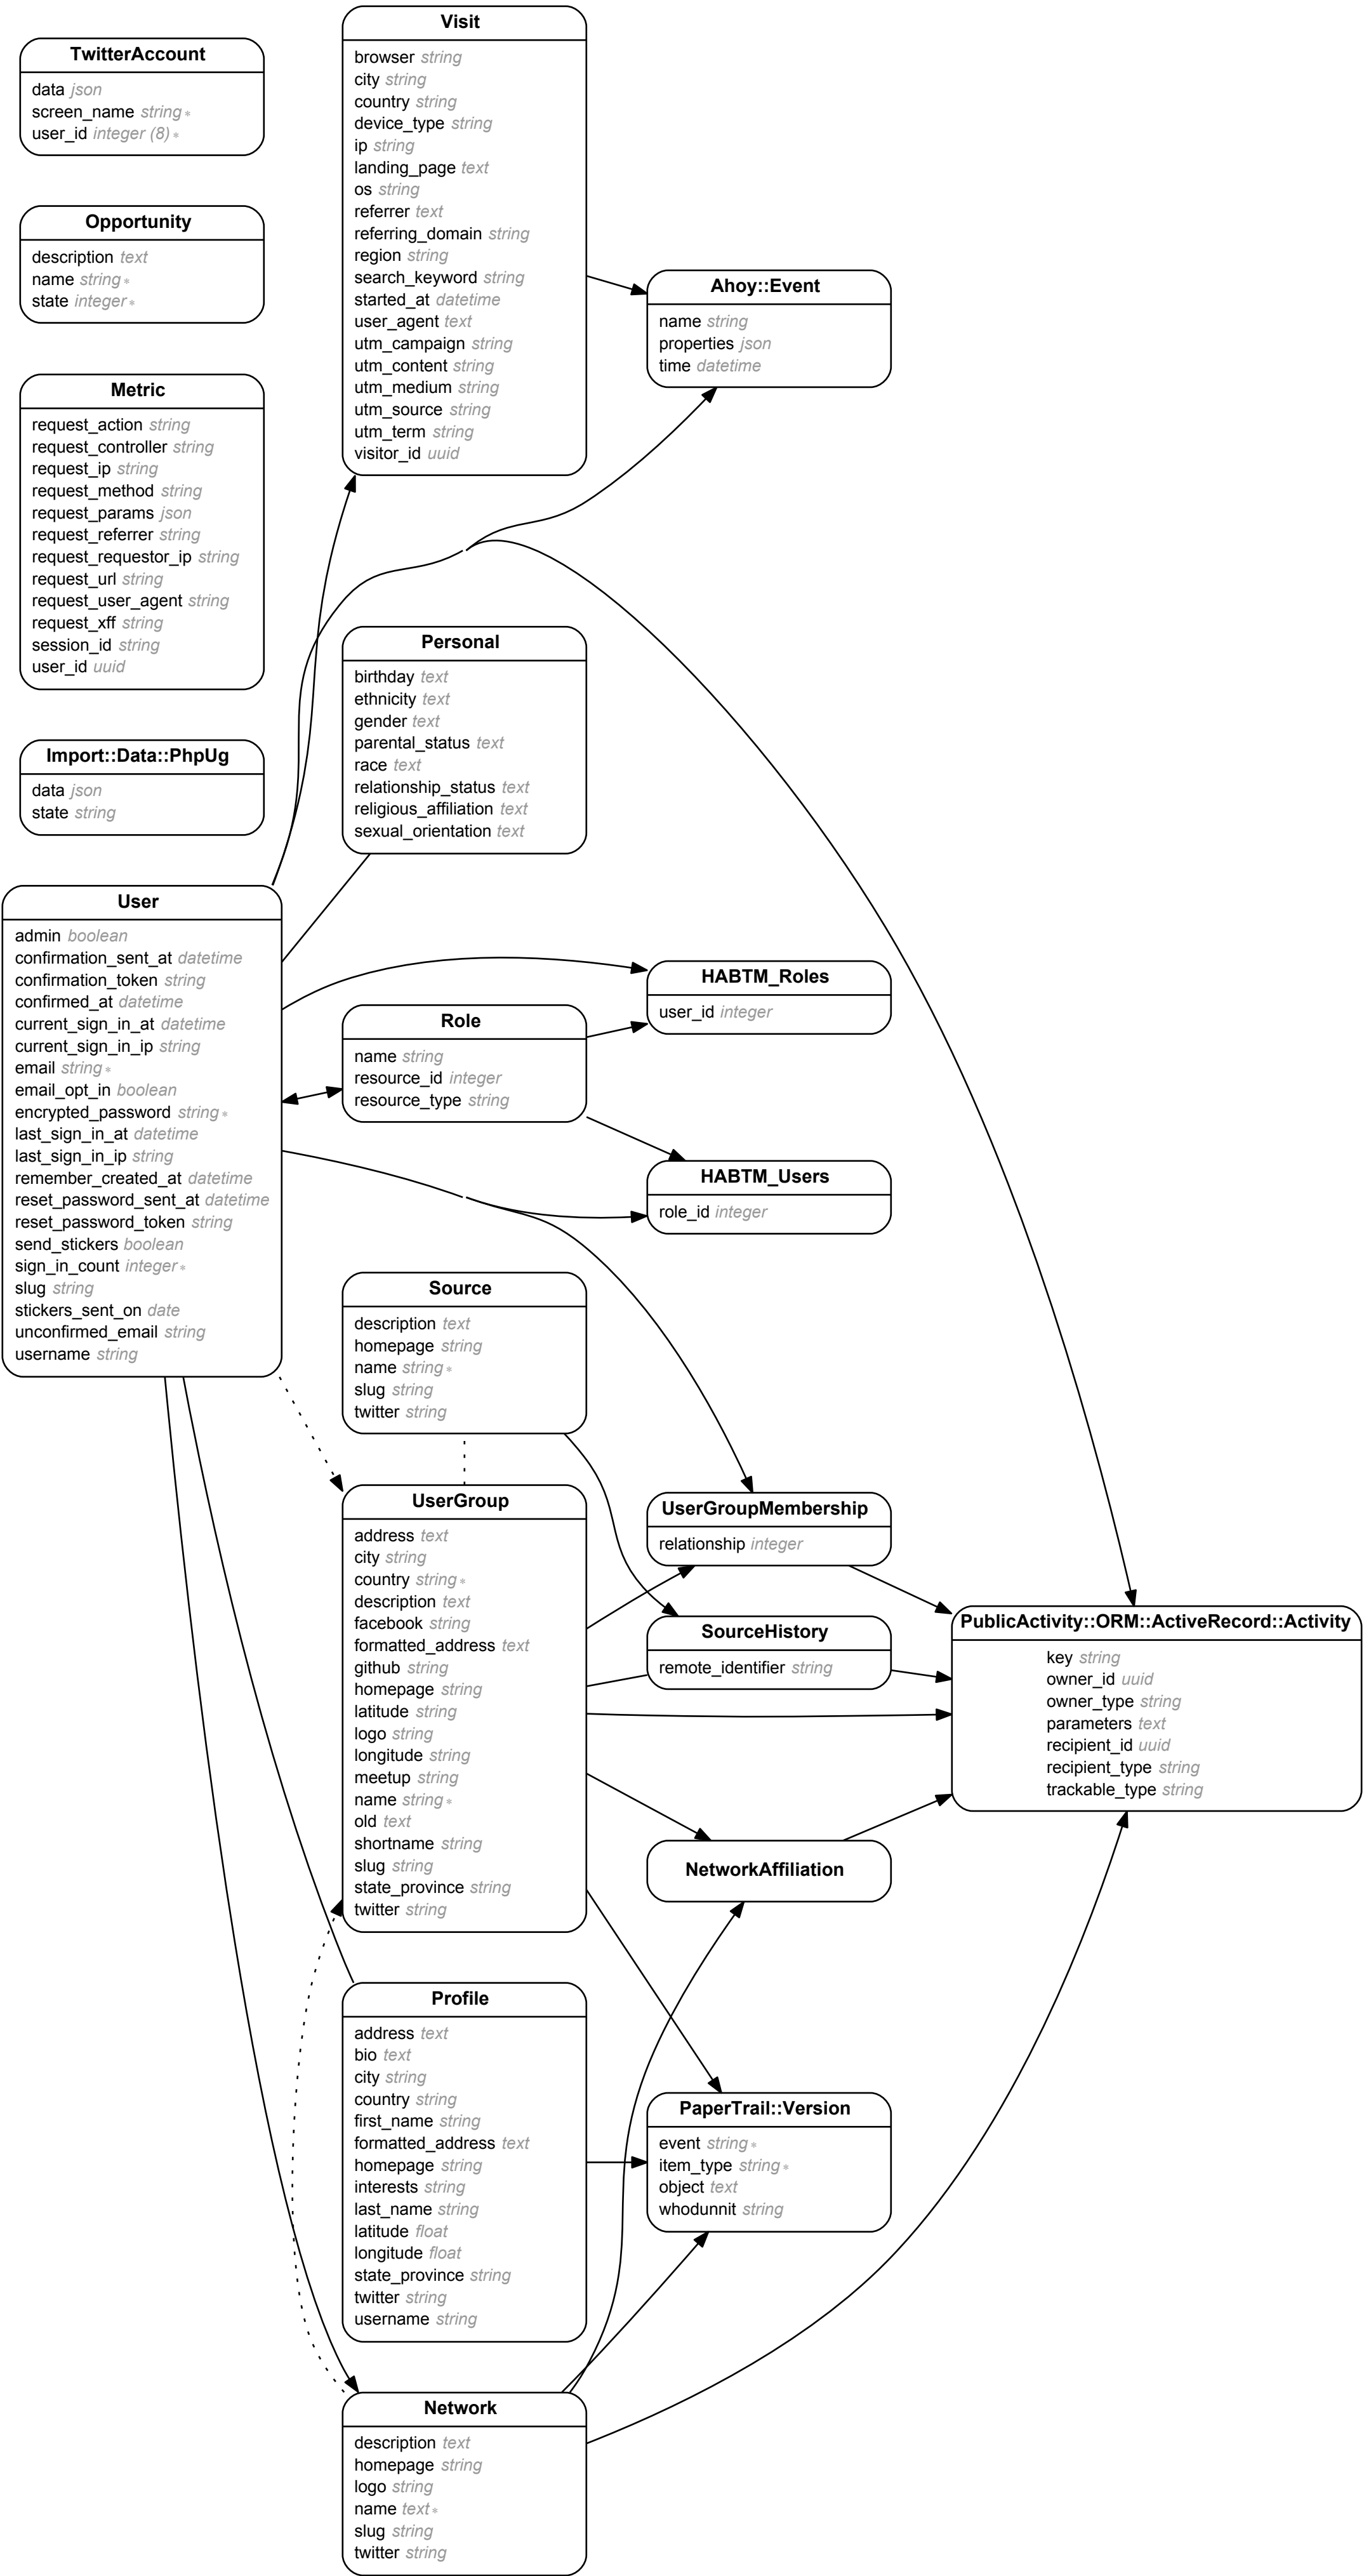 TwitterAccount
data json
screen_name string *
user_id integer (8) *
Opportunity
description text
name string *
state integer *
Metric
request_action string
request_controller string
request_ip string
request_method string
request_params json
request_referrer string
request_requestor_ip string
request_url string
request_user_agent string
request_xff string
session_id string
user_id uuid
Import::Data::PhpUg
data json
state string
User
admin boolean
confirmation_sent_at datetime
confirmation_token string
confirmed_at datetime
current_sign_in_at datetime
current_sign_in_ip string
email string *
email_opt_in boolean
encrypted_password string *
last_sign_in_at datetime
last_sign_in_ip string
remember_created_at datetime
reset_password_sent_at datetime
reset_password_token string
send_stickers boolean
sign_in_count integer *
slug string
stickers_sent_on date
unconfirmed_email string
username string
Visit
browser string
city string
country string
device_type string
ip string
landing_page text
os string
referrer text
referring_domain string
region string
search_keyword string
started_at datetime
user_agent text
utm_campaign string
utm_content string
utm_medium string
utm_source string
utm_term string
visitor_id uuid
Personal
birthday text
ethnicity text
gender text
parental_status text
race text
relationship_status text
religious_affiliation text
sexual_orientation text
Role
name string
resource_id integer
resource_type string
Source
description text
homepage string
name string *
slug string
twitter string
UserGroup
address text
city string
country string *
description text
facebook string
formatted_address text
github string
homepage string
latitude string
logo string
longitude string
meetup string
name string *
old text
shortname string
slug string
state_province string
twitter string
Profile
address text
bio text
city string
country string
first_name string
formatted_address text
homepage string
interests string
last_name string
latitude float
longitude float
state_province string
twitter string
username string
Network
description text
homepage string
logo string
name text *
slug string
twitter string
Ahoy::Event
name string
properties json
time datetime
HABTM_Roles
user_id integer
HABTM_Users
role_id integer
UserGroupMembership
relationship integer
SourceHistory
remote_identifier string
NetworkAffiliation
PaperTrail::Version
event string *
item_type string *
object text
whodunnit string
PublicActivity::ORM::ActiveRecord::Activity
key string
owner_id uuid
owner_type string
parameters text
recipient_id uuid
recipient_type string
trackable_type string